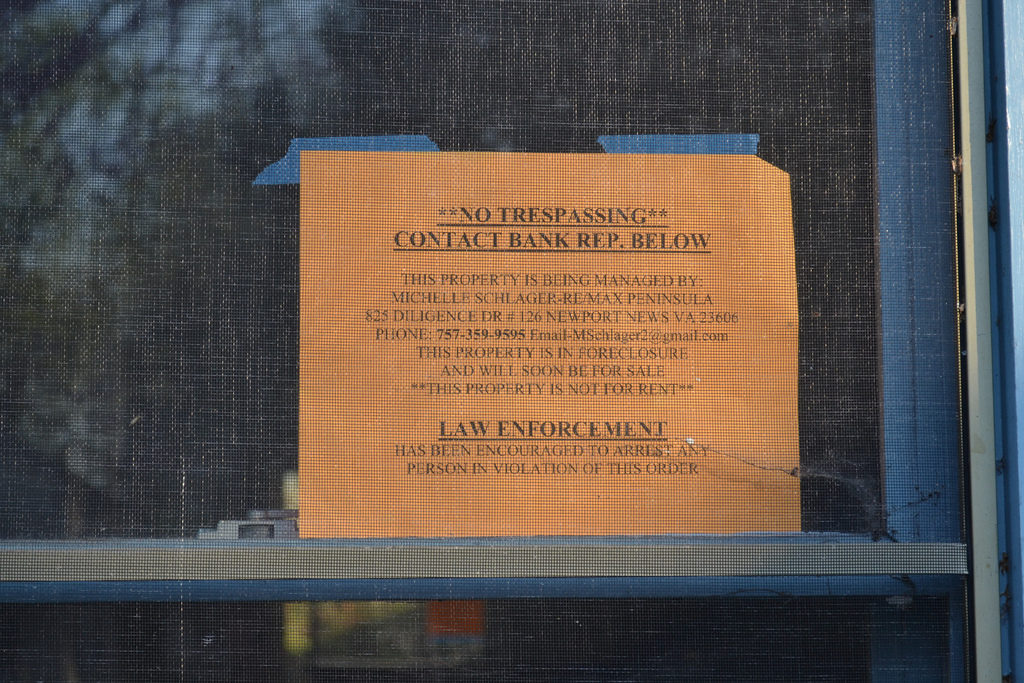 **NO TRESPASSING**
CONTACT BANK REP. BELOW
THIS PROPERTY IS BEING MANAGED BY:
MICHELLE SCHLAGER-RE/MAX PENINSULA
825 DILIGENCE DR # 126 NEWPORT NEWS VA 23606
PHONE: 757-359-9595 Email-MSchlager2@gmail.com
THIS PROPERTY IS IN FORECLOSURE
AND WILL SOON BE FOR SALE
**THIS PROPERTY IS NOT FOR RENT**
LAW ENFORCEMENT
HAS BEEN ENCOURAGED TO ARREST ANY
PERSON IN VIOLATION OF THIS ORDER